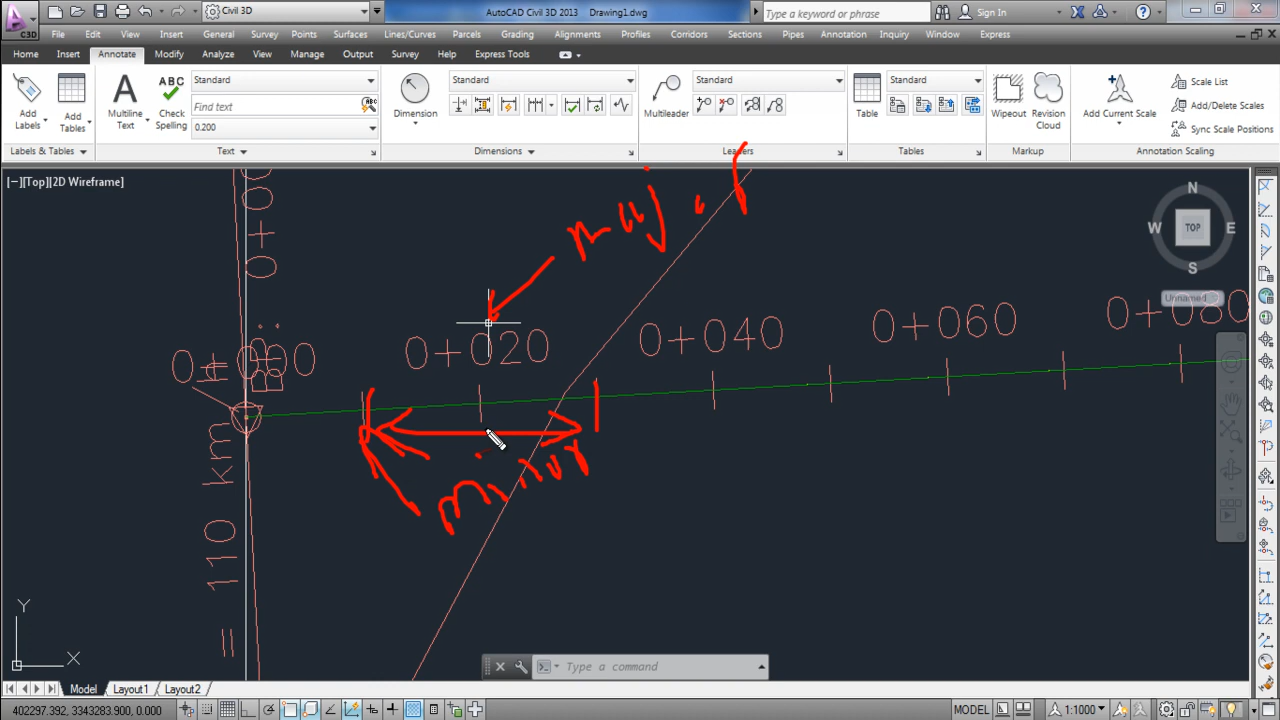 Civil 3D
AutoCAD Civil 3D 2013 Drawing1.dwg
Type a keyword or phrase
Sign In
C3D
File Edit View Insert General Survey Points Surfaces Lines/Curves Parcels Grading Alignments Profiles Corridors Sections Pipes Annotation Inquiry Window Express
Home Insert Annotate Modify Analyze View Manage Output Survey Help Express Tools
Add Labels
Add Tables
Labels & Tables
Multiline Text
ABC
Check Spelling
Standard
Find text
0.200
Text
Dimension
Standard
Dimensions
Multileader
Standard
Leaders
Table
Standard
Tables
Wipeout
Revision Cloud
Markup
Add Current Scale
Scale List
Add/Delete Scales
Sync Scale Positions
Annotation Scaling
[−][Top][2D Wireframe]
N
W TOP E
S
Unnamed
maj.r
0+020
0+040
0+060
0+080
minor
= 110 km
Y
X
Type a command
Model Layout1 Layout2
402297.392, 3343283.900, 0.000
MODEL
1:1000